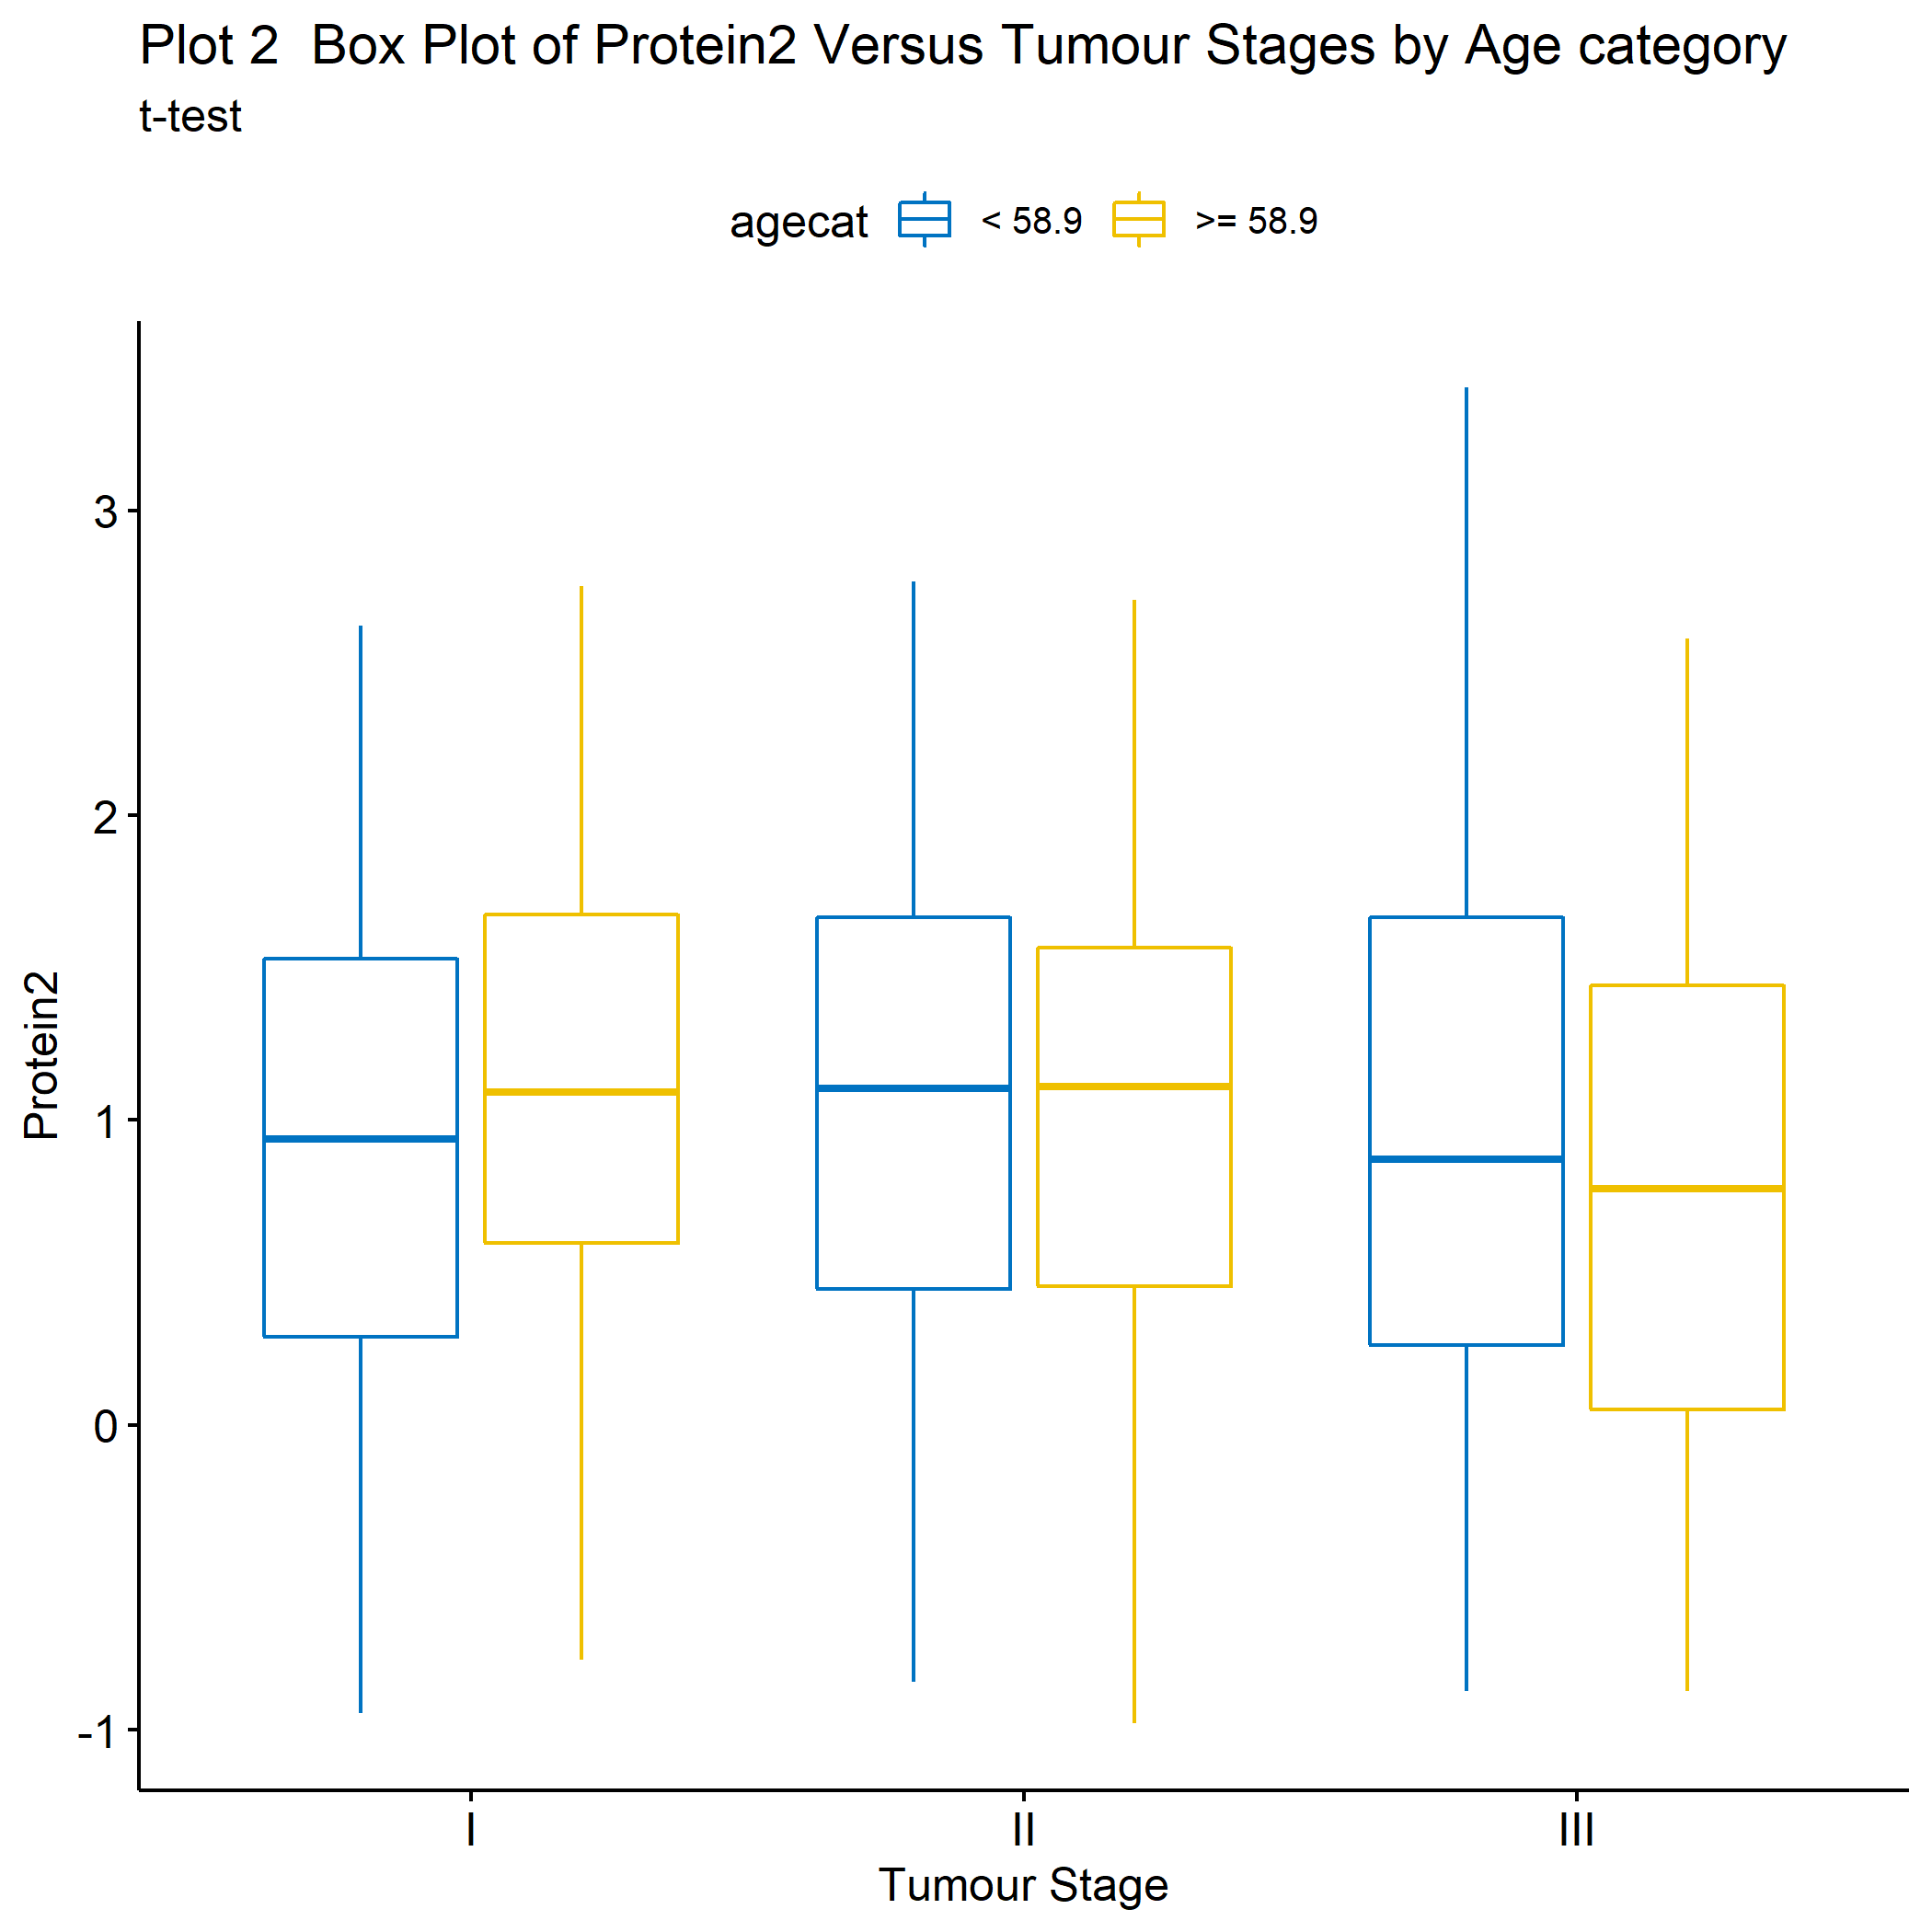 Plot 2  Box Plot of Protein2 Versus Tumour Stages by Age category
t-test
agecat < 58.9 >= 58.9
3
2
1
0
-1
Protein2
I II III
Tumour Stage